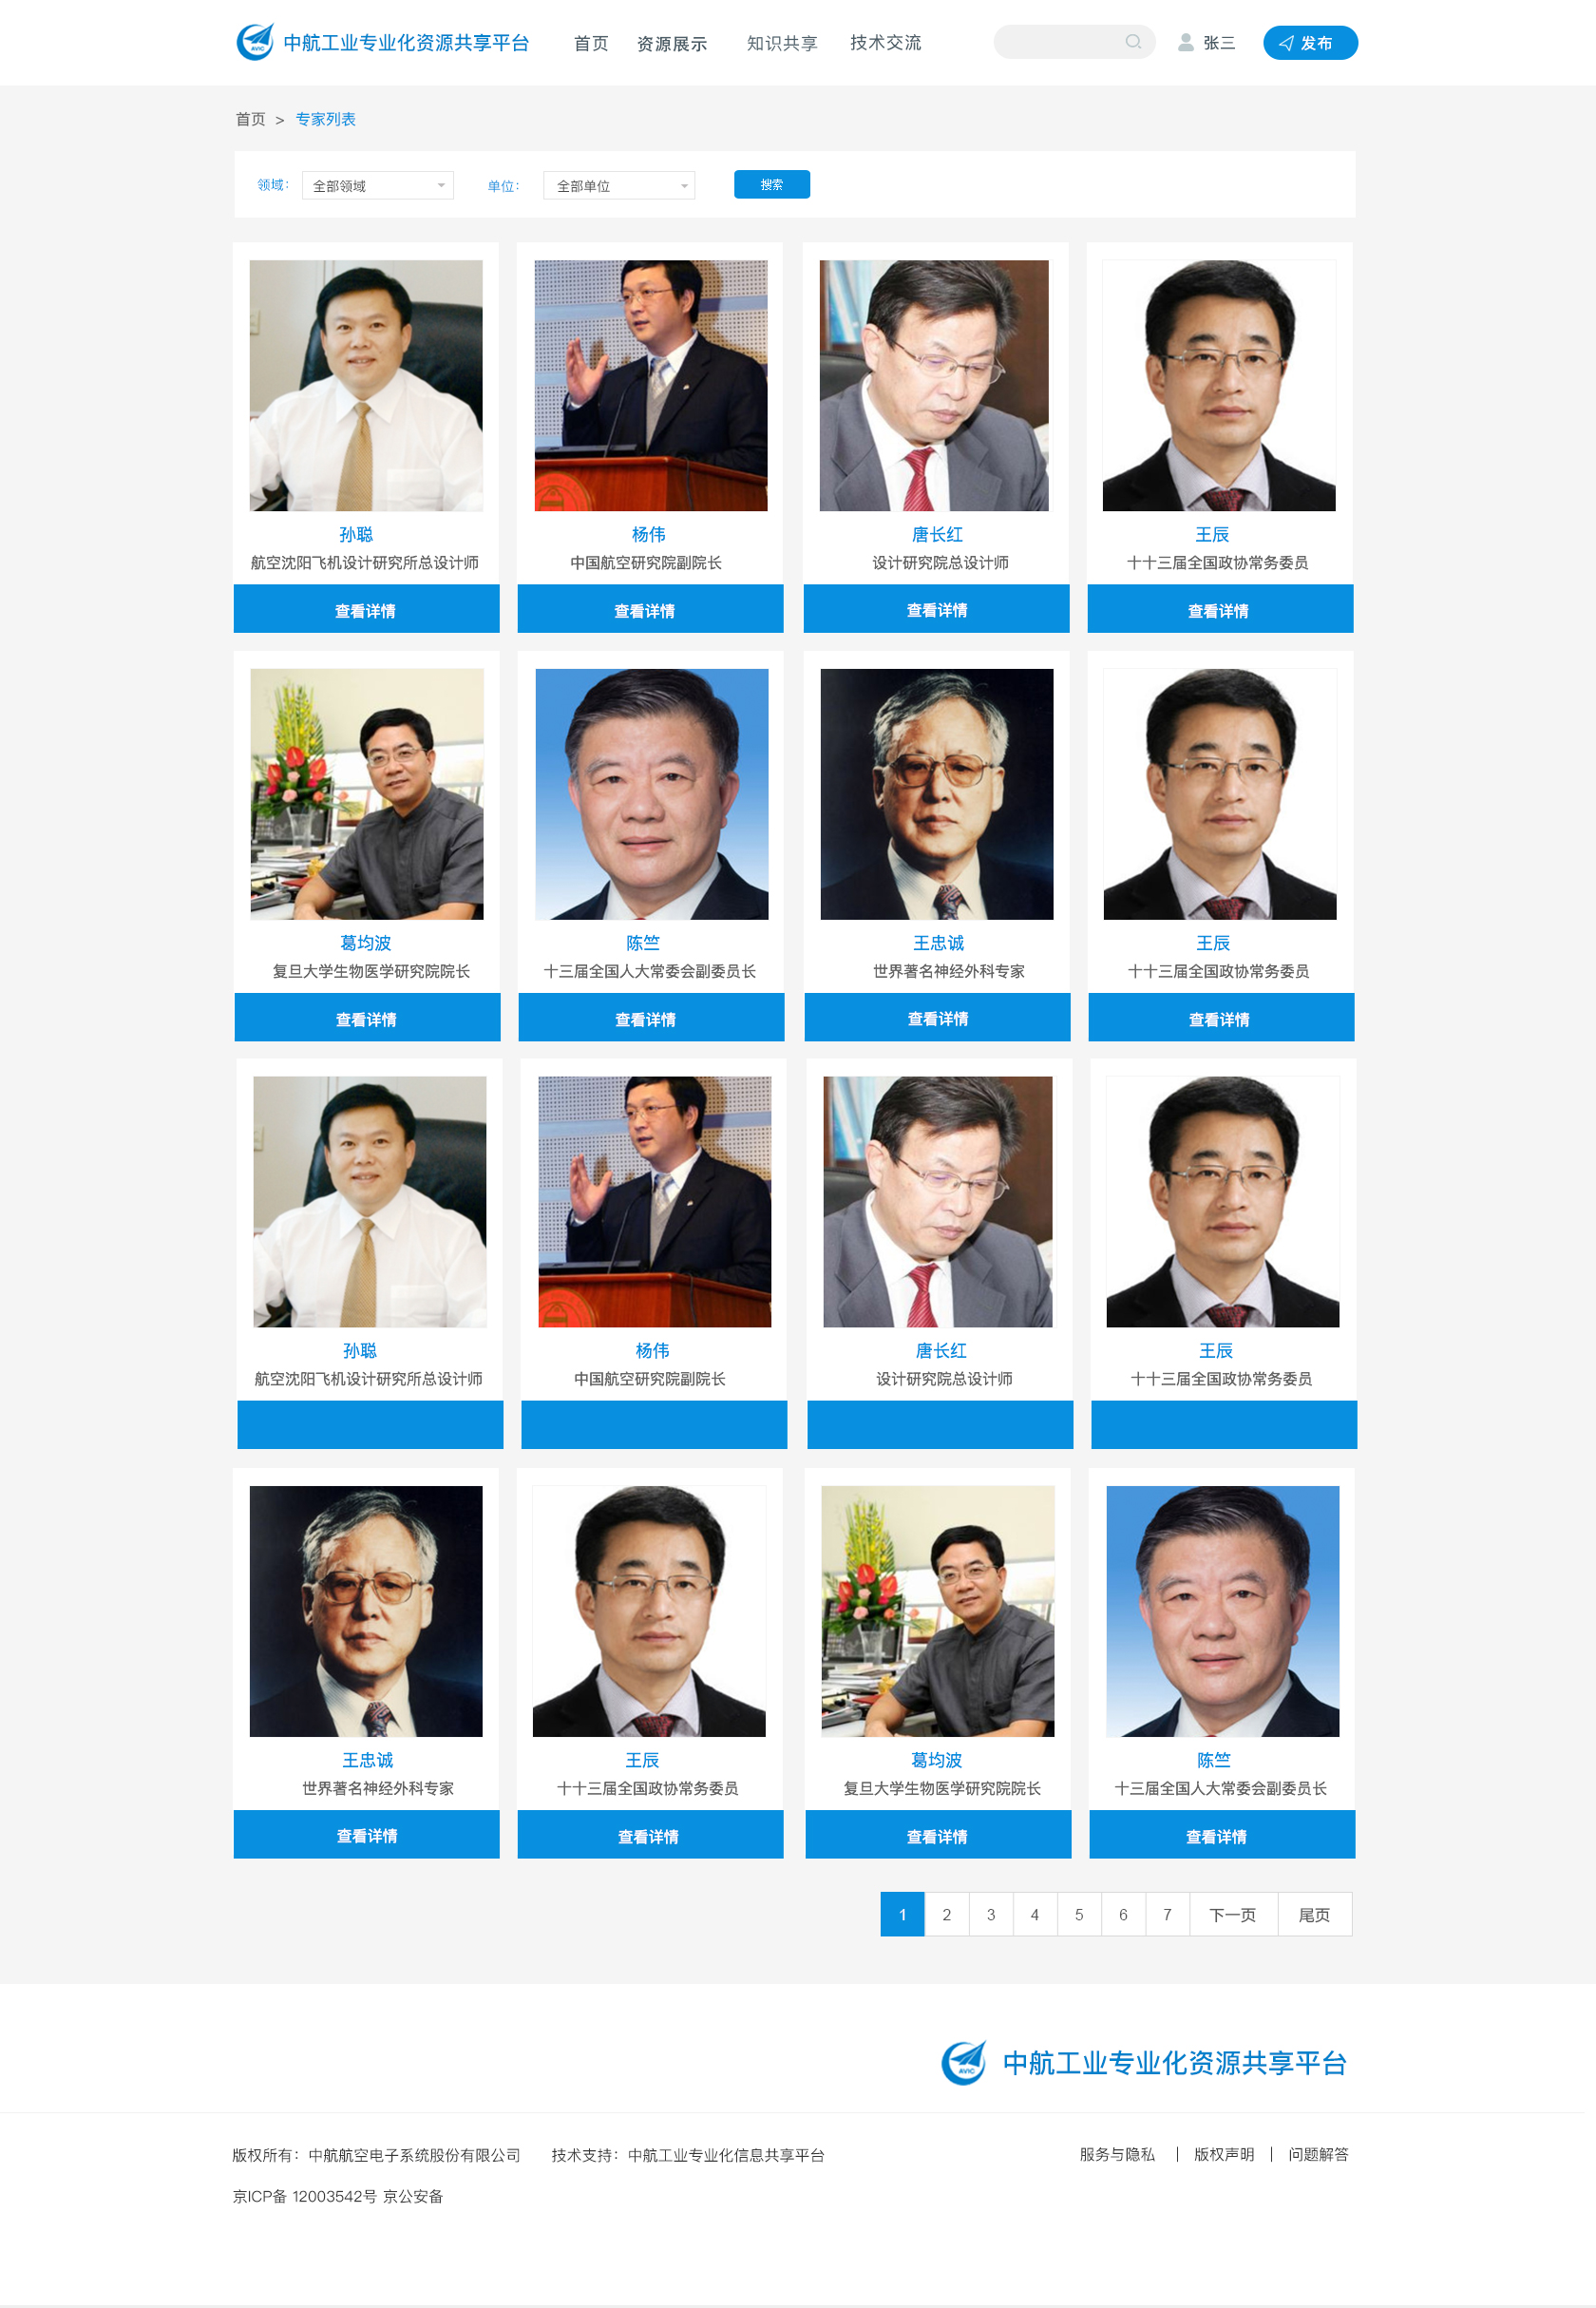 AVIC 中航工业专业化资源共享平台 首页 资源展示 知识共享 技术交流 张三 发布
首页 > 专家列表
领域： 全部领域 单位： 全部单位 搜索
孙聪 杨伟 唐长红 王辰
航空沈阳飞机设计研究所总设计师 中国航空研究院副院长 设计研究院总设计师 十十三届全国政协常务委员
查看详情 查看详情 查看详情 查看详情
葛均波 陈竺 王忠诚 王辰
复旦大学生物医学研究院院长 十三届全国人大常委会副委员长 世界著名神经外科专家 十十三届全国政协常务委员
查看详情 查看详情 查看详情 查看详情
孙聪 杨伟 唐长红 王辰
航空沈阳飞机设计研究所总设计师 中国航空研究院副院长 设计研究院总设计师 十十三届全国政协常务委员
王忠诚 王辰 葛均波 陈竺
世界著名神经外科专家 十十三届全国政协常务委员 复旦大学生物医学研究院院长 十三届全国人大常委会副委员长
查看详情 查看详情 查看详情 查看详情
1 2 3 4 5 6 7 下一页 尾页
AVIC 中航工业专业化资源共享平台
版权所有：中航航空电子系统股份有限公司 技术支持：中航工业专业化信息共享平台 服务与隐私 | 版权声明 | 问题解答
京ICP备 12003542号 京公安备